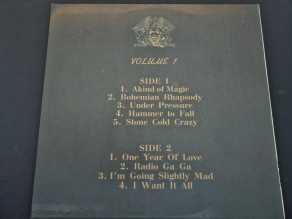 VOLUME 1
SIDE 1
1. Akind of Magic
2. Bohemian Rhapsody
3. Under Pressure
4. Hammer to Fall
5. Stone Cold Crazy
SIDE 2
1. One Year Of Love
2. Radio Ga Ga
3. I'm Going Slightly Mad
4. I Want It All